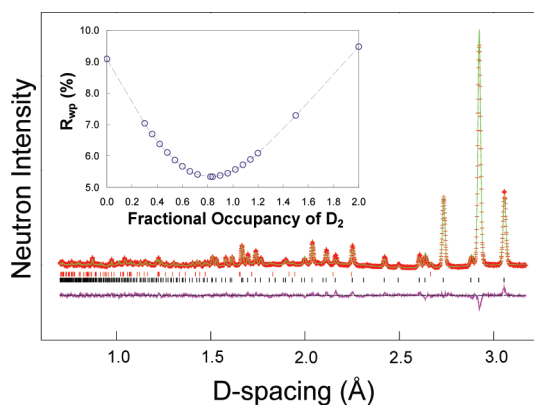 10.0
9.0
8.0
7.0
6.0
5.0
R_wp (%)
0.0 0.2 0.4 0.6 0.8 1.0 1.2 1.4 1.6 1.8 2.0
Fractional Occupancy of D_2
Neutron Intensity
1.0 1.5 2.0 2.5 3.0
D-spacing (Å)